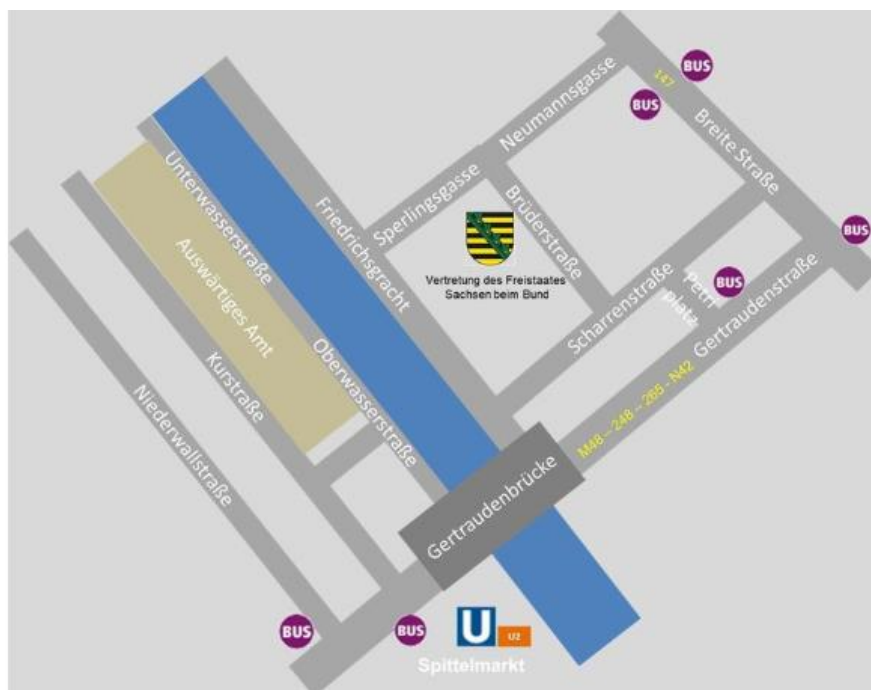 Neumannsgasse
BUS
147
BUS
Breite Straße
Unterwasserstraße
Friedrichsgracht
Sperlingsgasse
Brüderstraße
BUS
Auswärtiges Amt
Vertretung des Freistaates
Sachsen beim Bund
Scharrenstraße
Petri
platz
BUS
Gertraudenstraße
Kurstraße
Oberwasserstraße
M48 – 248 – 265 - N42
Niederwallstraße
Gertraudenbrücke
BUS
BUS
U
U2
Spittelmarkt